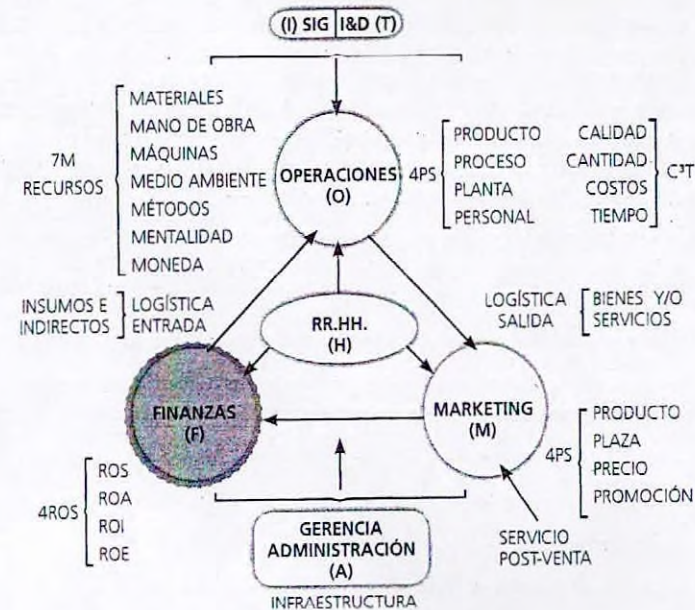 (I) SIG I&D (T)
MATERIALES
MANO DE OBRA
MÁQUINAS
MEDIO AMBIENTE
MÉTODOS
MENTALIDAD
MONEDA
7M
RECURSOS
OPERACIONES
(O)
4PS
PRODUCTO
PROCESO
PLANTA
PERSONAL
CALIDAD
CANTIDAD
COSTOS
TIEMPO
C³T
INSUMOS E
INDIRECTOS
LOGÍSTICA
ENTRADA
RR.HH.
(H)
LOGÍSTICA
SALIDA
BIENES Y/O
SERVICIOS
FINANZAS
(F)
MARKETING
(M)
4PS
PRODUCTO
PLAZA
PRECIO
PROMOCIÓN
4ROS
ROS
ROA
ROI
ROE
GERENCIA
ADMINISTRACIÓN
(A)
INFRAESTRUCTURA
SERVICIO
POST-VENTA